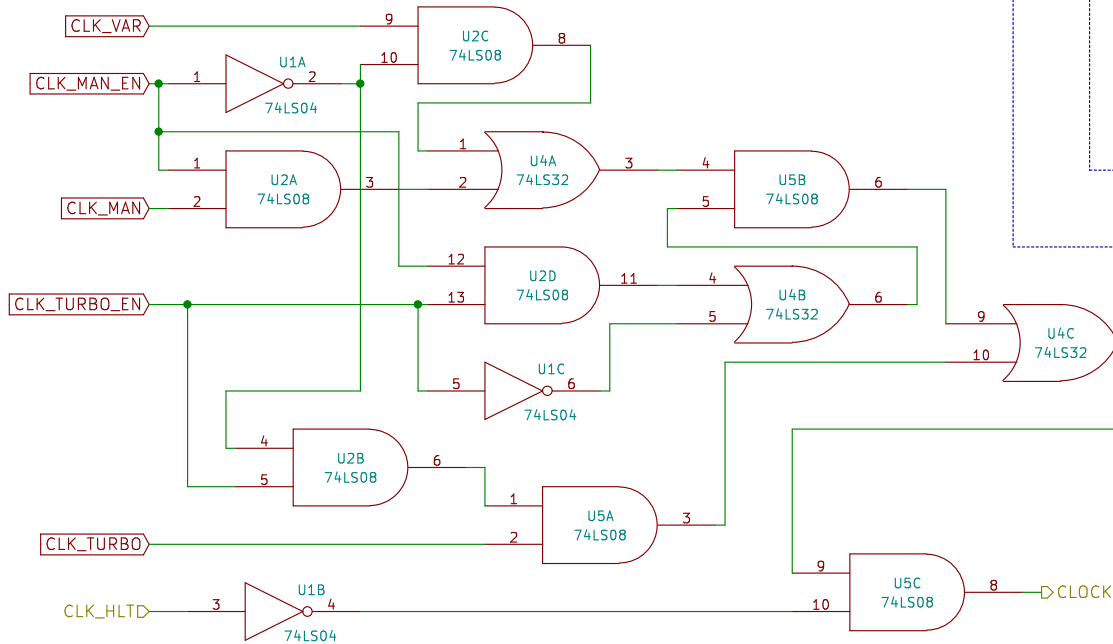 CLK_VAR
9
U2C
74LS08
8
10
CLK_MAN_EN
1
U1A
2
74LS04
1
U2A
74LS08
3
CLK_MAN
2
1
U4A
74LS32
3
2
4
U5B
74LS08
6
5
12
U2D
74LS08
11
CLK_TURBO_EN
13
4
U4B
74LS32
6
5
9
U4C
74LS32
10
5
U1C
6
74LS04
4
U2B
74LS08
6
5
1
U5A
74LS08
3
CLK_TURBO
2
9
U5C
74LS08
8
CLOCK
CLK_HLT
3
U1B
4
74LS04
10